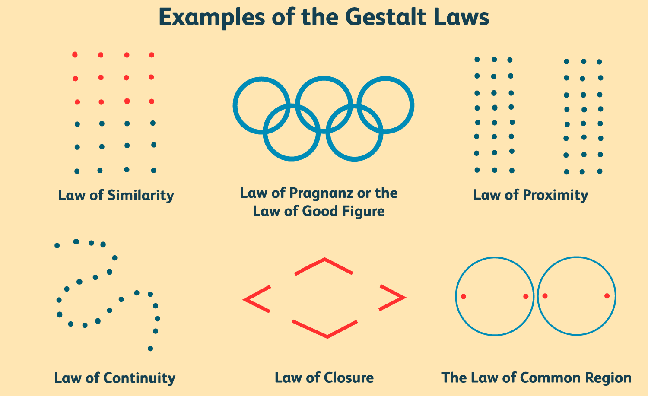 Examples of the Gestalt Laws
Law of Similarity
Law of Pragnanz or the
Law of Good Figure
Law of Proximity
Law of Continuity
Law of Closure
The Law of Common Region